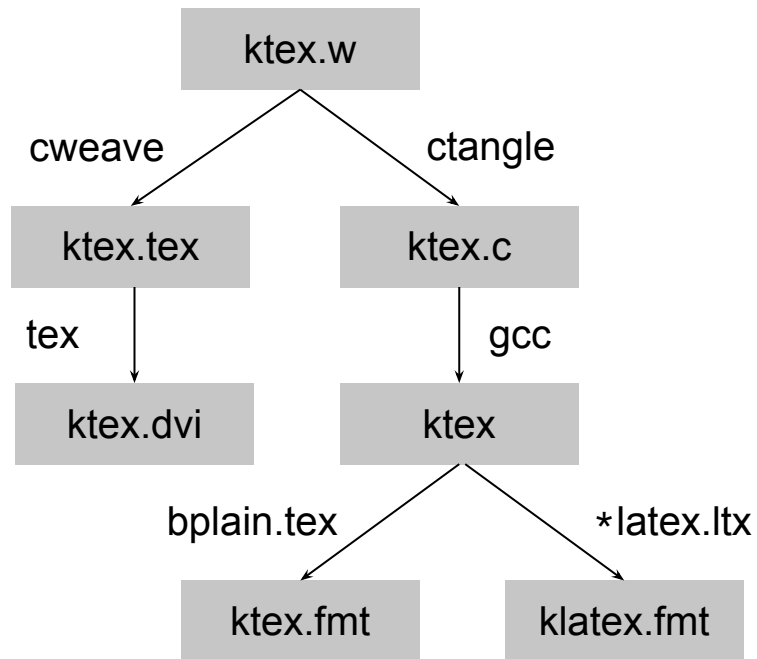 ktex.w
cweave
ctangle
ktex.tex
ktex.c
tex
gcc
ktex.dvi
ktex
bplain.tex
*latex.ltx
ktex.fmt
klatex.fmt